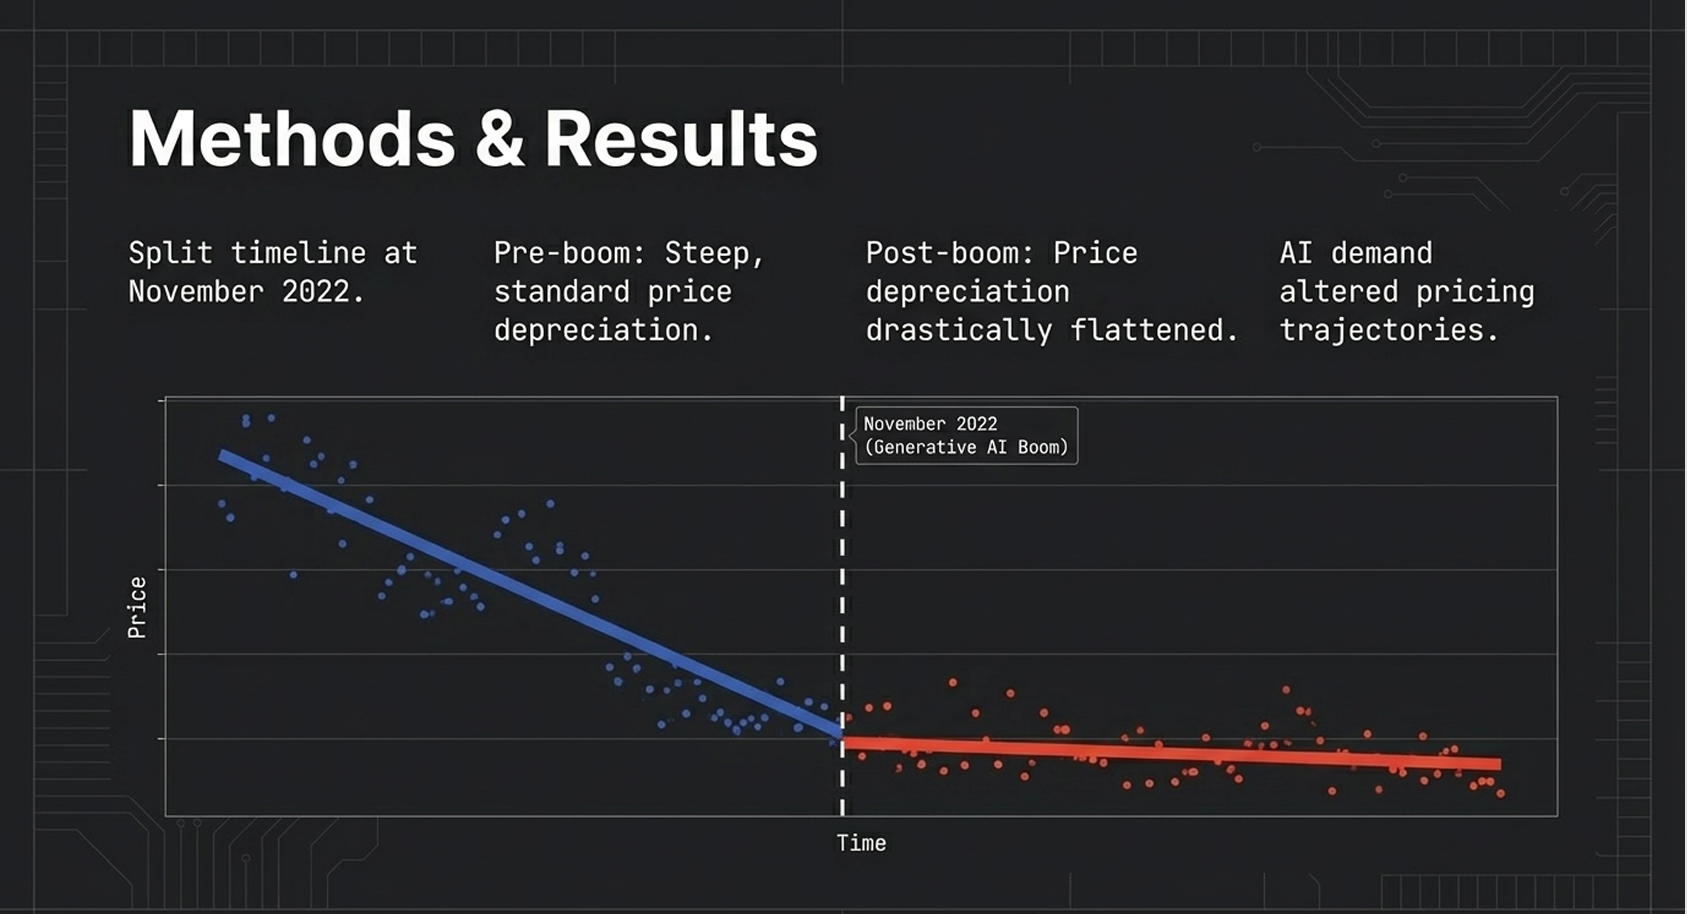 Methods & Results
Split timeline at
November 2022.
Pre-boom: Steep,
standard price
depreciation.
Post-boom: Price
depreciation
drastically flattened.
AI demand
altered pricing
trajectories.
November 2022
(Generative AI Boom)
Price
Time